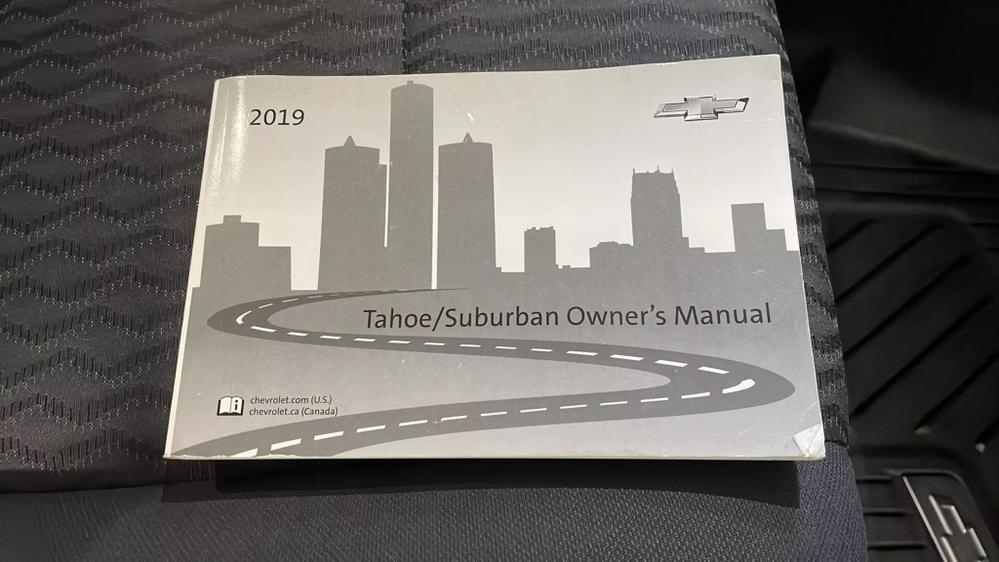 2019
Tahoe/Suburban Owner's Manual
chevrolet.com (U.S.)
chevrolet.ca (Canada)